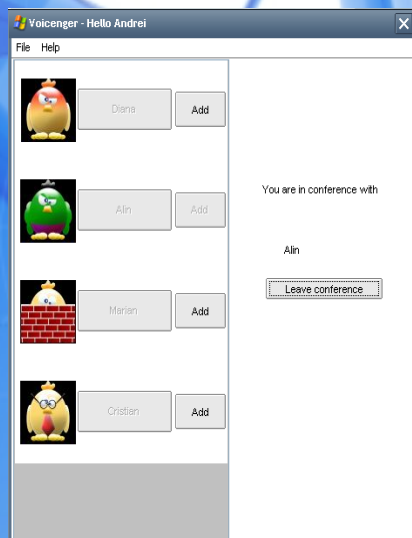 Voicenger - Hello Andrei
File Help
Diana Add
Alin Add
Marian Add
Cristian Add
You are in conference with
Alin
Leave conference